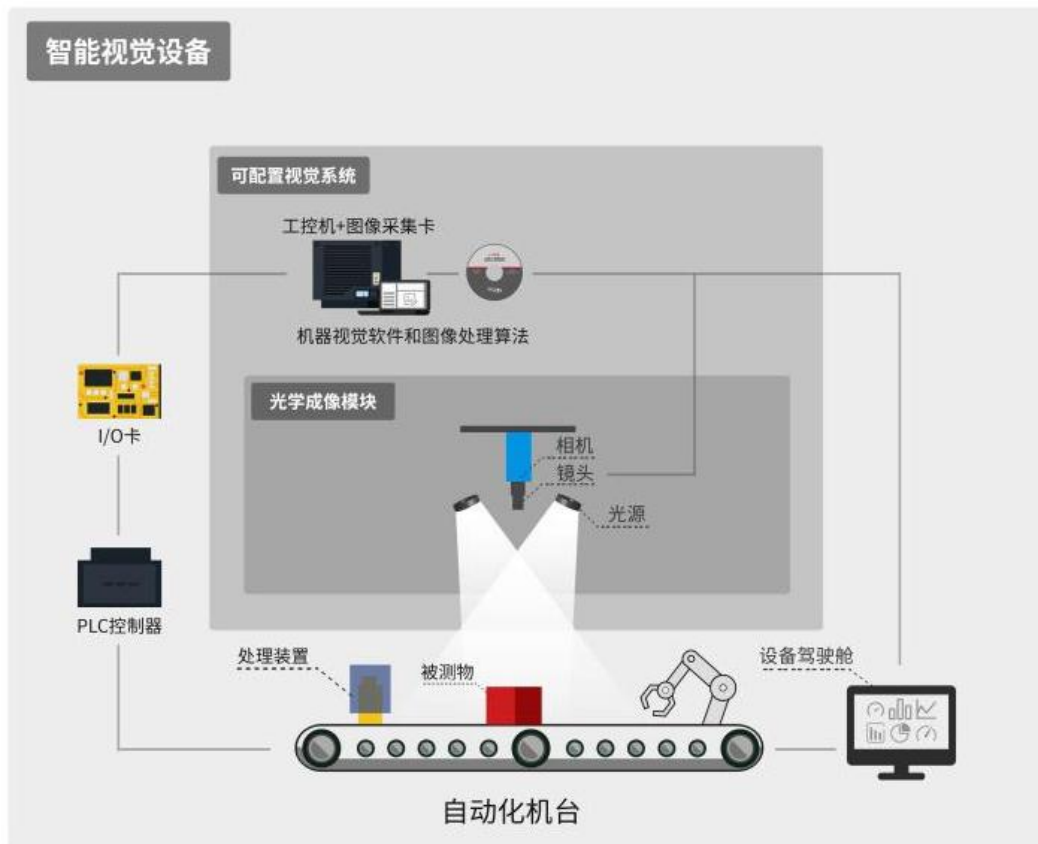 智能视觉设备
可配置视觉系统
工控机+图像采集卡
机器视觉软件和图像处理算法
光学成像模块
相机
镜头
光源
I/O卡
PLC控制器
处理装置
被测物
设备驾驶舱
自动化机台